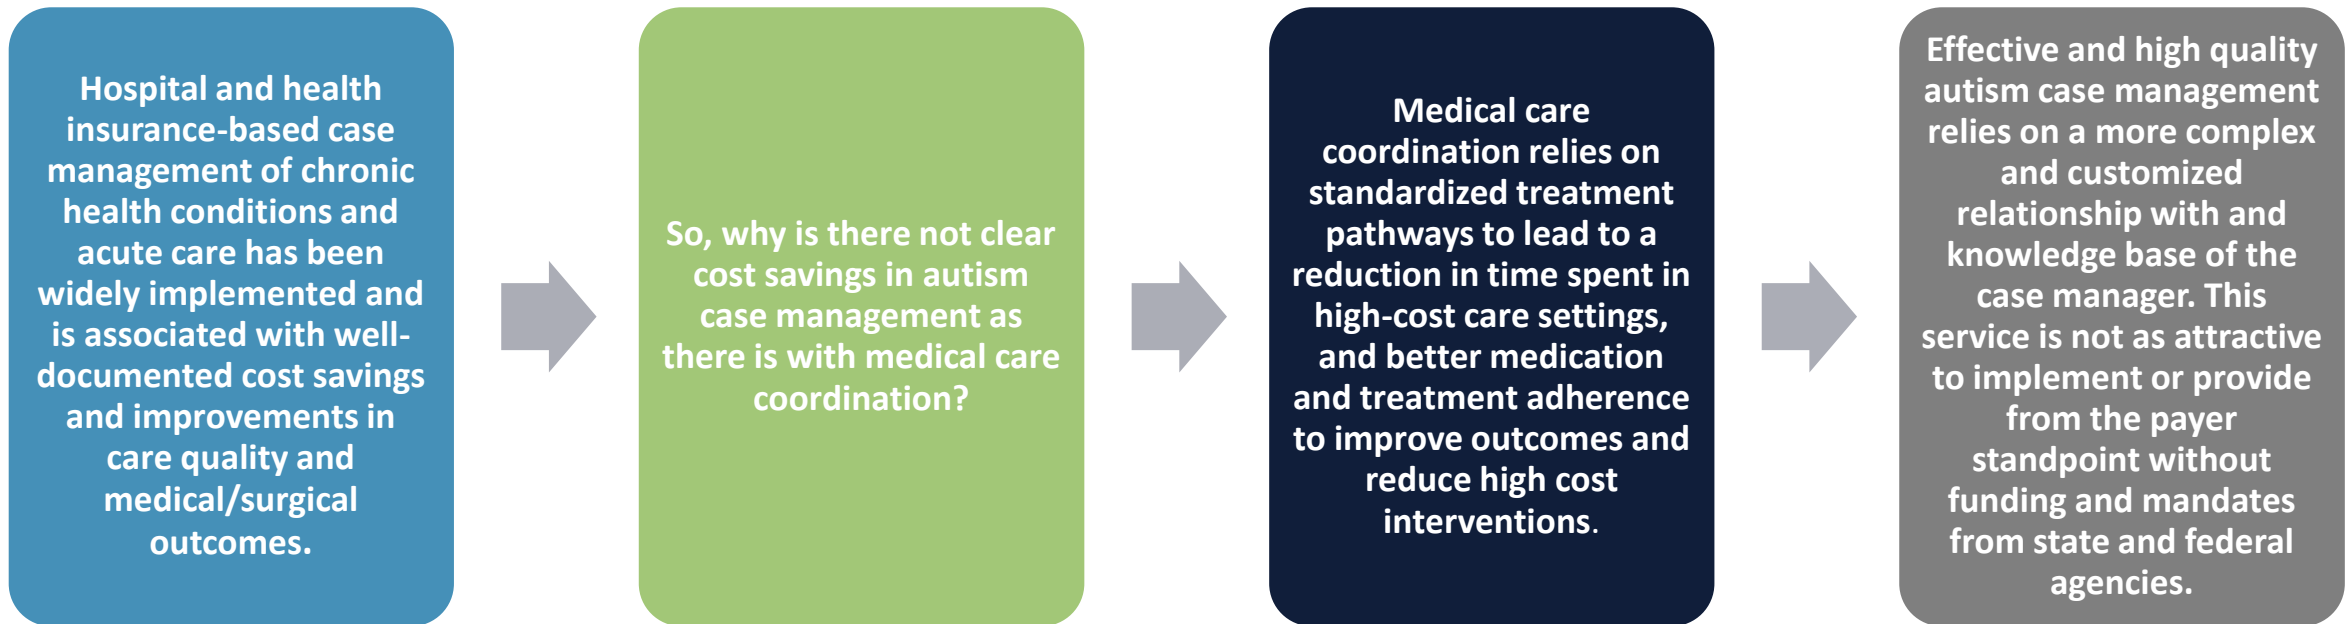 Hospital and health
insurance-based case
management of chronic
health conditions and
acute care has been
widely implemented and
is associated with well-
documented cost savings
and improvements in
care quality and
medical/surgical
outcomes.
So, why is there not clear
cost savings in autism
case management as
there is with medical care
coordination?
Medical care
coordination relies on
standardized treatment
pathways to lead to a
reduction in time spent in
high-cost care settings,
and better medication
and treatment adherence
to improve outcomes and
reduce high cost
interventions.
Effective and high quality
autism case management
relies on a more complex
and customized
relationship with and
knowledge base of the
case manager. This
service is not as attractive
to implement or provide
from the payer
standpoint without
funding and mandates
from state and federal
agencies.